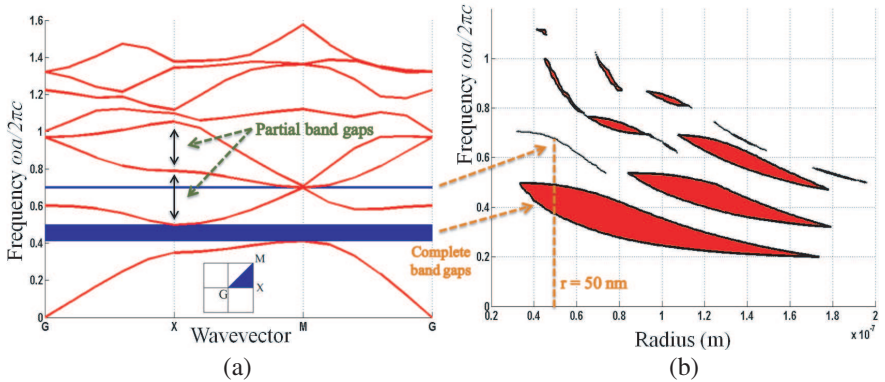 Frequency ωa/2πc
1.6
1.4
1.2
1
0.8
0.6
0.4
0.2
0
Partial band gaps
M
G
X
G
X
M
G
Wavevector
(a)
Complete
band gaps
Frequency ωa/2πc
1
0.8
0.6
0.4
0.2
0
r = 50 nm
0.2
0.4
0.6
0.8
1
1.2
1.4
1.6
1.8
2
Radius (m)
x 10⁻⁷
(b)